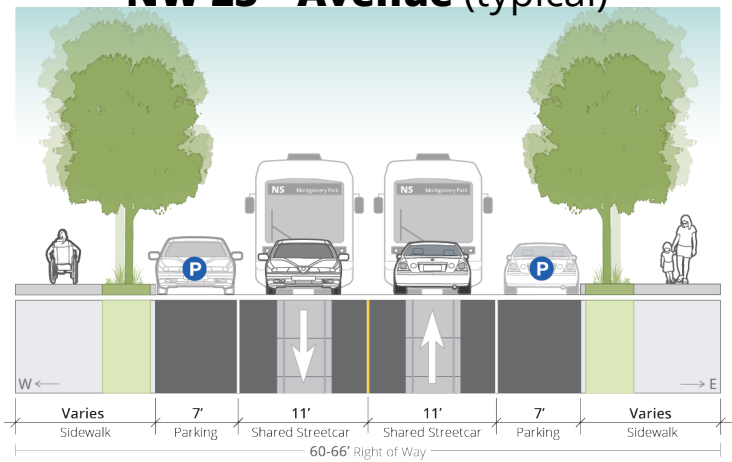 Avenue (typical)
NS Montgomery Park NS Montgomery Park
P P
W E
Varies 7' 11' 11' 7' Varies
Sidewalk Parking Shared Streetcar Shared Streetcar Parking Sidewalk
60-66' Right of Way